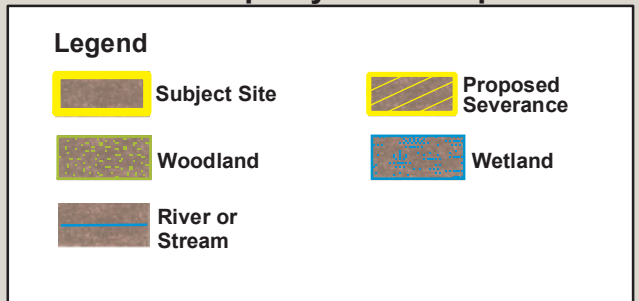 Legend
Subject Site
Proposed
Severance
Woodland
Wetland
River or
Stream